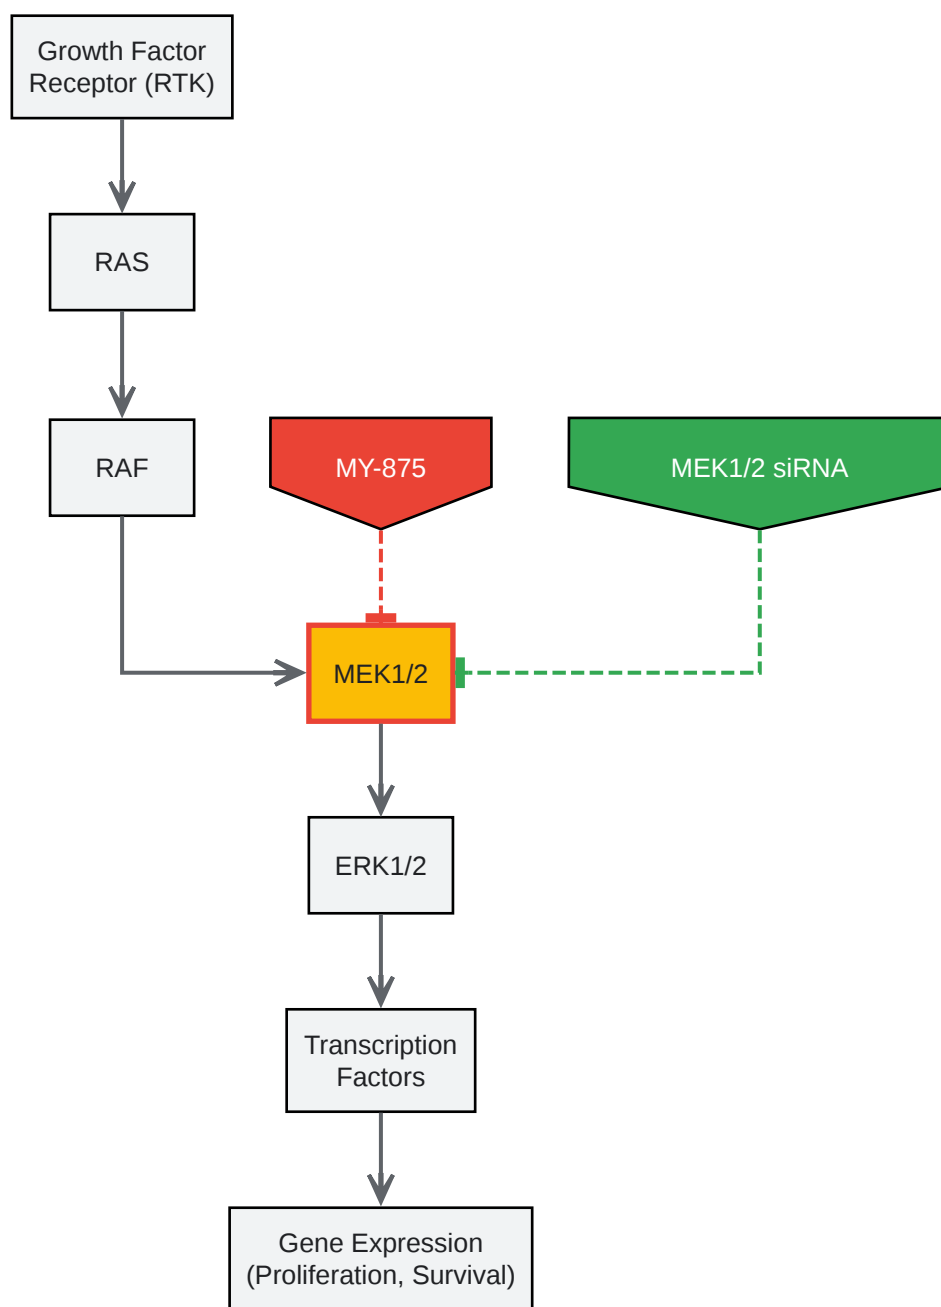 Growth Factor
Receptor (RTK)
RAS
RAF
MY-875
MEK1/2 siRNA
MEK1/2
ERK1/2
Transcription
Factors
Gene Expression
(Proliferation, Survival)